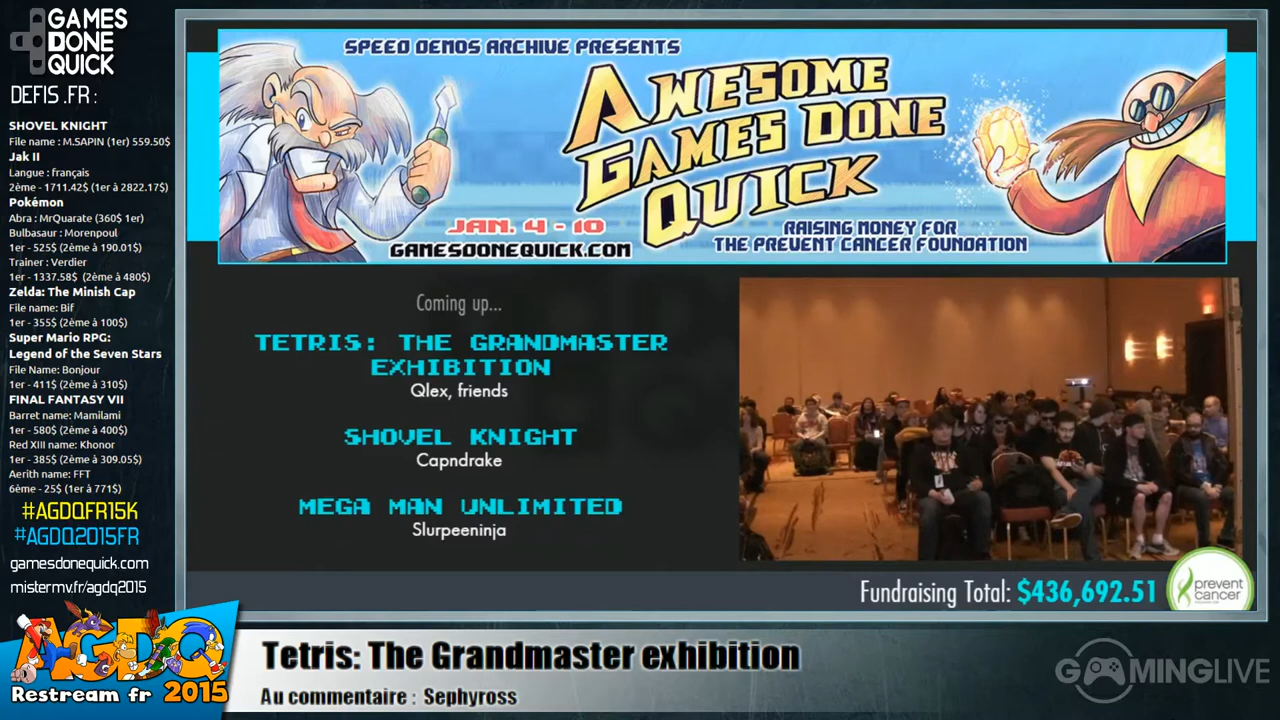 GAMES
DONE
QUICK
DEFIS .FR :
SHOVEL KNIGHT
File name : M.SAPIN (1er) 559.50$
Jak II
Langue : français
2ème - 1711.42$ (1er à 2822.17$)
Pokémon
Abra : MrQuarate (360$ 1er)
Bulbasaur : Morenpoul
1er - 525$ (2ème à 190.01$)
Trainer : Verdier
1er - 1337.58$ (2ème à 480$)
Zelda: The Minish Cap
File name: Bif
1er - 355$ (2ème à 100$)
Super Mario RPG:
Legend of the Seven Stars
File Name: Bonjour
1er - 411$ (2ème à 310$)
FINAL FANTASY VII
Barret name: Mamilami
1er - 580$ (2ème à 400$)
Red XIII name: Khonor
1er - 385$ (2ème à 309.05$)
Aerith name: FFT
6ème - 25$ (1er à 771$)
#AGDQFR15K
#AGDQ2015FR
gamesdonequick.com
mistermv.fr/agdq2015
AGDQ
Restream fr 2015
SPEED DEMOS ARCHIVE PRESENTS
AWESOME
GAMES DONE
QUICK
JAN. 4 - 10
GAMESDONEQUICK.COM
RAISING MONEY FOR
THE PREVENT CANCER FOUNDATION
Coming up...
TETRIS: THE GRANDMASTER
EXHIBITION
Qlex, friends
SHOVEL KNIGHT
Capndrake
MEGA MAN UNLIMITED
Slurpeeninja
Fundraising Total: $436,692.51
prevent
cancer
Tetris: The Grandmaster exhibition
Au commentaire : Sephyross
GAMINGLIVE